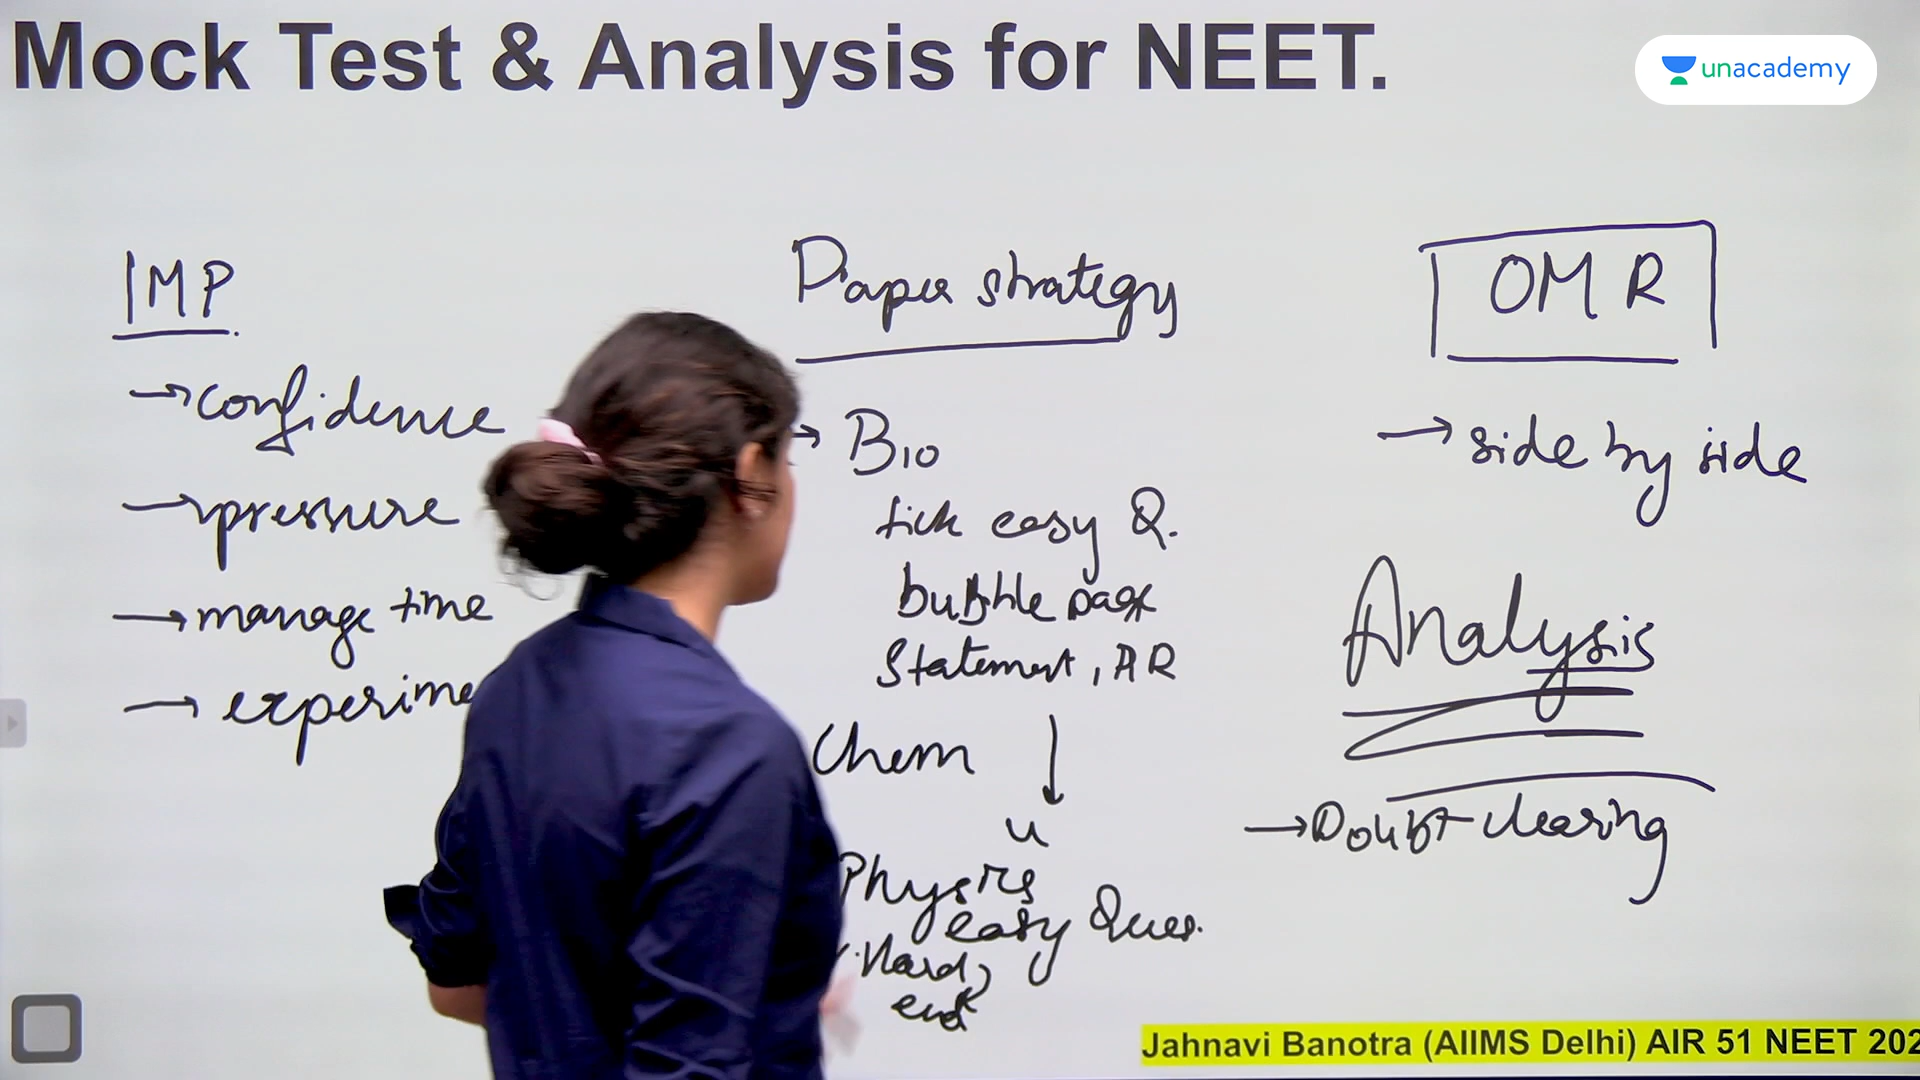 Mock Test & Analysis for NEET.
unacademy
IMP
→ confidence
→ pressure
→ manage time
→ experime
Paper strategy
→ Bio
tick easy Q.
bubble page
Statement, AR
Chem
Physics
easy Ques.
Hard,
end
OMR
→ side by side
Analysis
→ Doubt clearing
Jahnavi Banotra (AIIMS Delhi) AIR 51 NEET 202